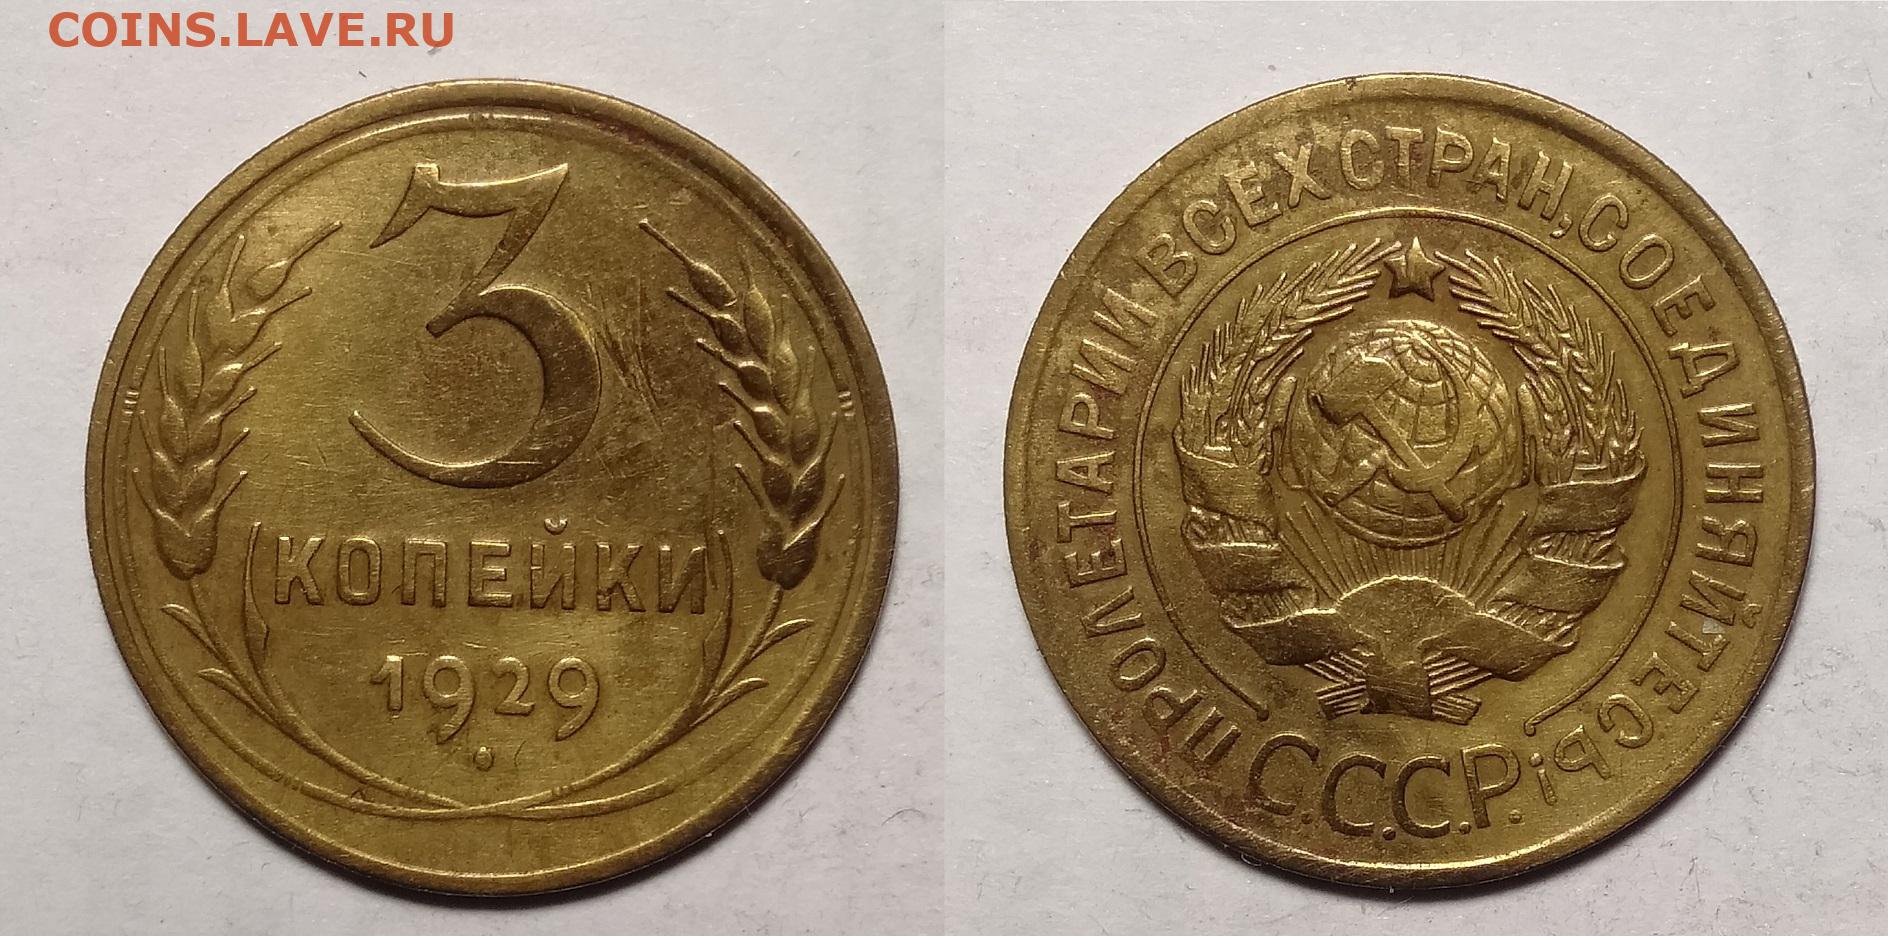 COINS.LAVE.RU
3
КОПЕЙКИ
1929
ПРОЛЕТАРИИ ВСЕХ СТРАН, СОЕДИНЯЙТЕСЬ!
С.С.С.Р.